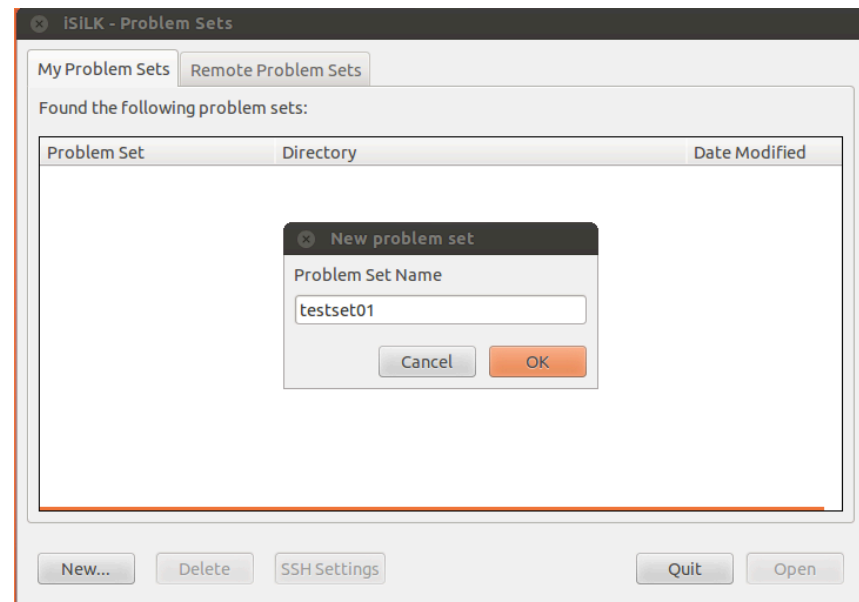 iSiLK - Problem Sets
My Problem Sets Remote Problem Sets
Found the following problem sets:
Problem Set Directory Date Modified
New problem set
Problem Set Name
testset01
Cancel OK
New... Delete SSH Settings Quit Open